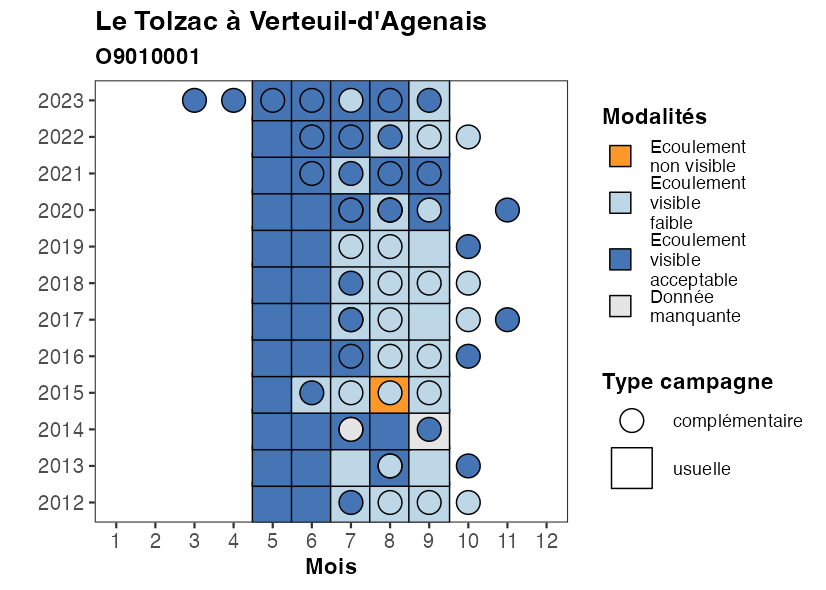 Le Tolzac à Verteuil-d'Agenais
O9010001
2023
2022
2021
2020
2019
2018
2017
2016
2015
2014
2013
2012
1 2 3 4 5 6 7 8 9 10 11 12
Mois
Modalités
Ecoulement
non visible
Ecoulement
visible
faible
Ecoulement
visible
acceptable
Donnée
manquante
Type campagne
complémentaire
usuelle